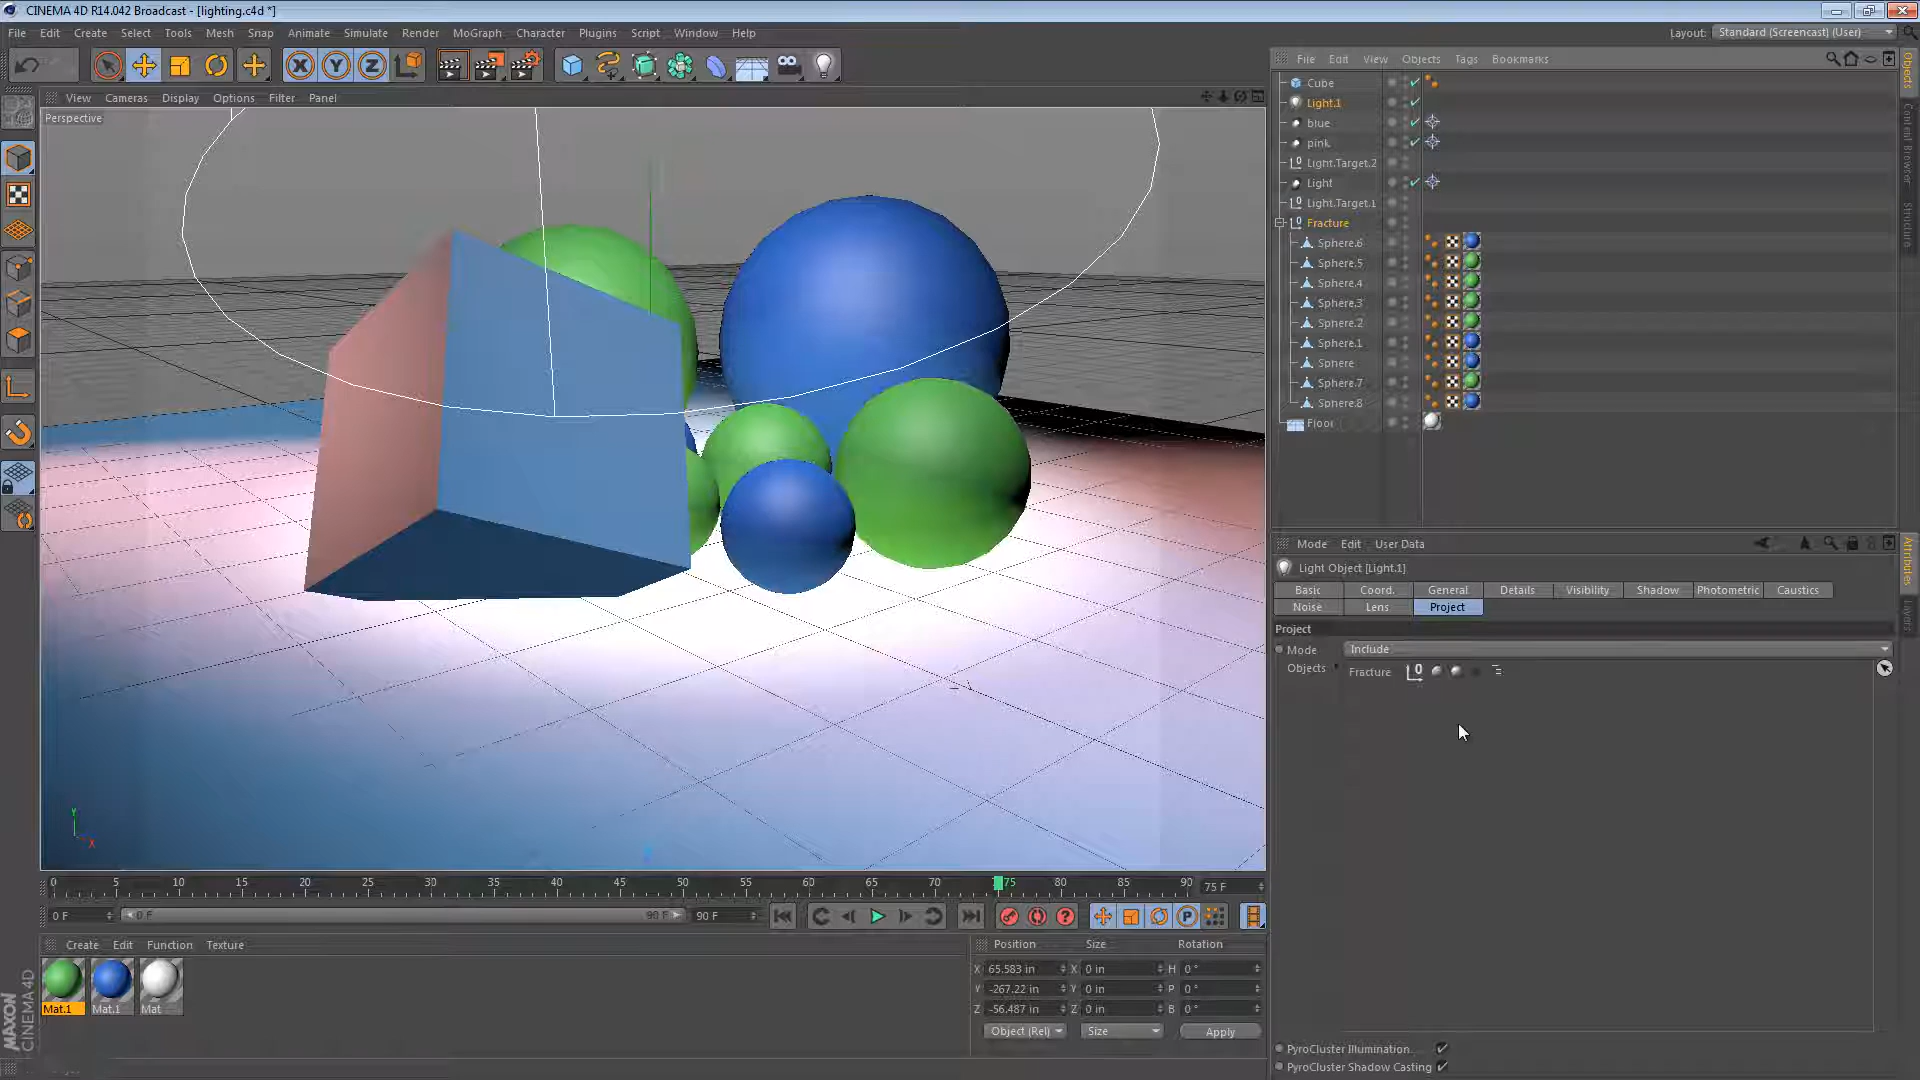 CINEMA 4D R14.042 Broadcast - [lighting.c4d *]
File Edit Create Select Tools Mesh Snap Animate Simulate Render MoGraph Character Plugins Script Window Help
Layout: Standard (Screencast) (User)
File Edit View Objects Tags Bookmarks
View Cameras Display Options Filter Panel
Perspective
Cube
Light.1
blue
pink
Light.Target.2
Light
Light.Target.1
Fracture
Sphere.6
Sphere.5
Sphere.4
Sphere.3
Sphere.2
Sphere.1
Sphere
Sphere.7
Sphere.8
Floor
Objects
Content Browser
Structure
Mode Edit User Data
Light Object [Light.1]
Basic Coord. General Details Visibility Shadow Photometric Caustics
Noise Lens Project
Project
Mode Include
Objects Fracture
PyroCluster Illumination
PyroCluster Shadow Casting
Attributes
Layers
Y
X
0 5 10 15 20 25 30 35 40 45 50 55 60 65 70 75 80 85 90 75 F
0 F 0 F 90 F 90 F
Create Edit Function Texture
Mat.1 Mat.1 Mat
Position Size Rotation
X 65.583 in X 0 in H 0 °
Y -267.22 in Y 0 in P 0 °
Z -56.487 in Z 0 in B 0 °
Object (Rel) Size Apply
MAXON
CINEMA 4D